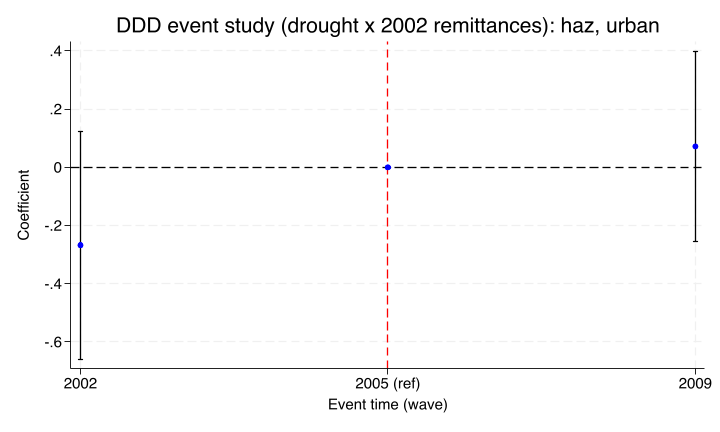 DDD event study (drought x 2002 remittances): haz, urban
.4
.2
0
-.2
-.4
-.6
Coefficient
2002
2005 (ref)
2009
Event time (wave)